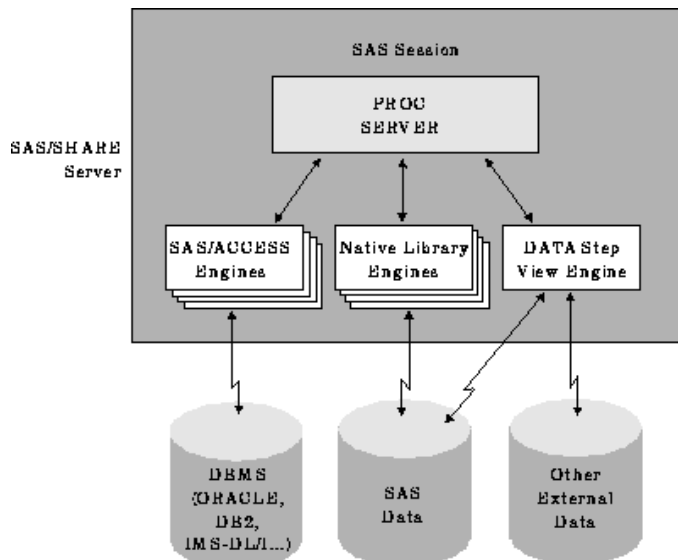 SAS Session
PROC
SERVER
SAS/SHARE
Server
SAS/ACCESS
Engines
Native Library
Engines
DATA Step
View Engine
DBMS
(ORACLE,
DB2,
IMS-DL/I...)
SAS
Data
Other
External
Data